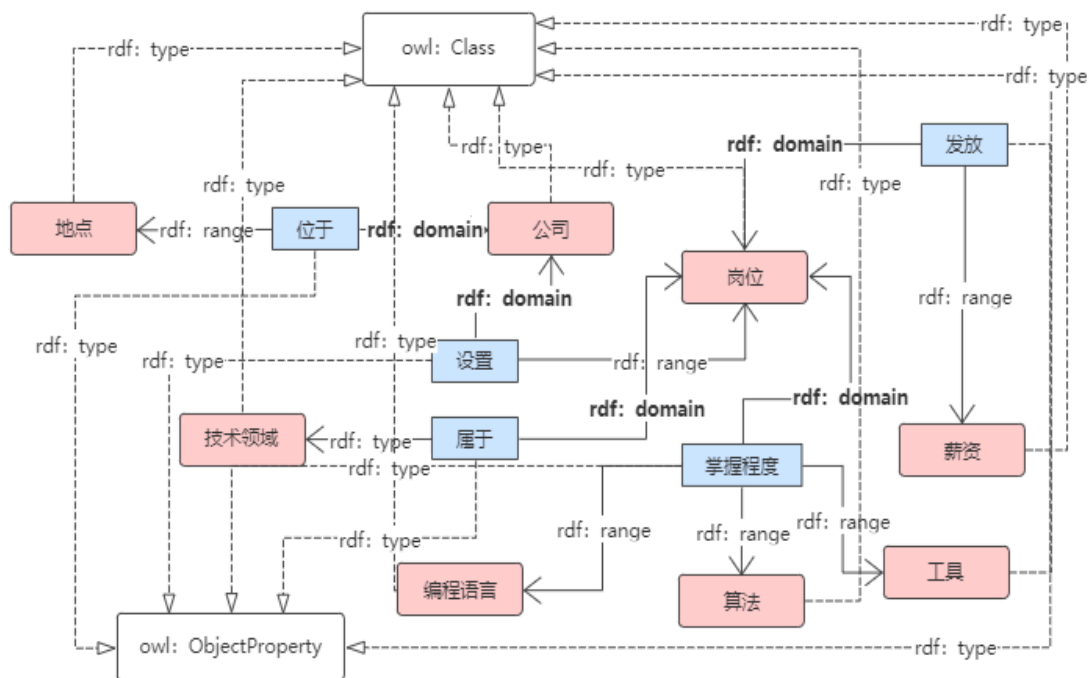 owl: Class
rdf: type
rdf: type
rdf: domain
发放
rdf: type
rdf: type
rdf: type
rdf: type
地点
rdf: range
位于
rdf: domain
公司
岗位
rdf: domain
rdf: range
rdf: type
rdf: type
rdf: type
设置
rdf: range
rdf: domain
rdf: domain
技术领域
rdf: type
属于
薪资
rdf: type
掌握程度
rdf: range
rdf: range
rdf: type
工具
编程语言
算法
owl: ObjectProperty
rdf: type